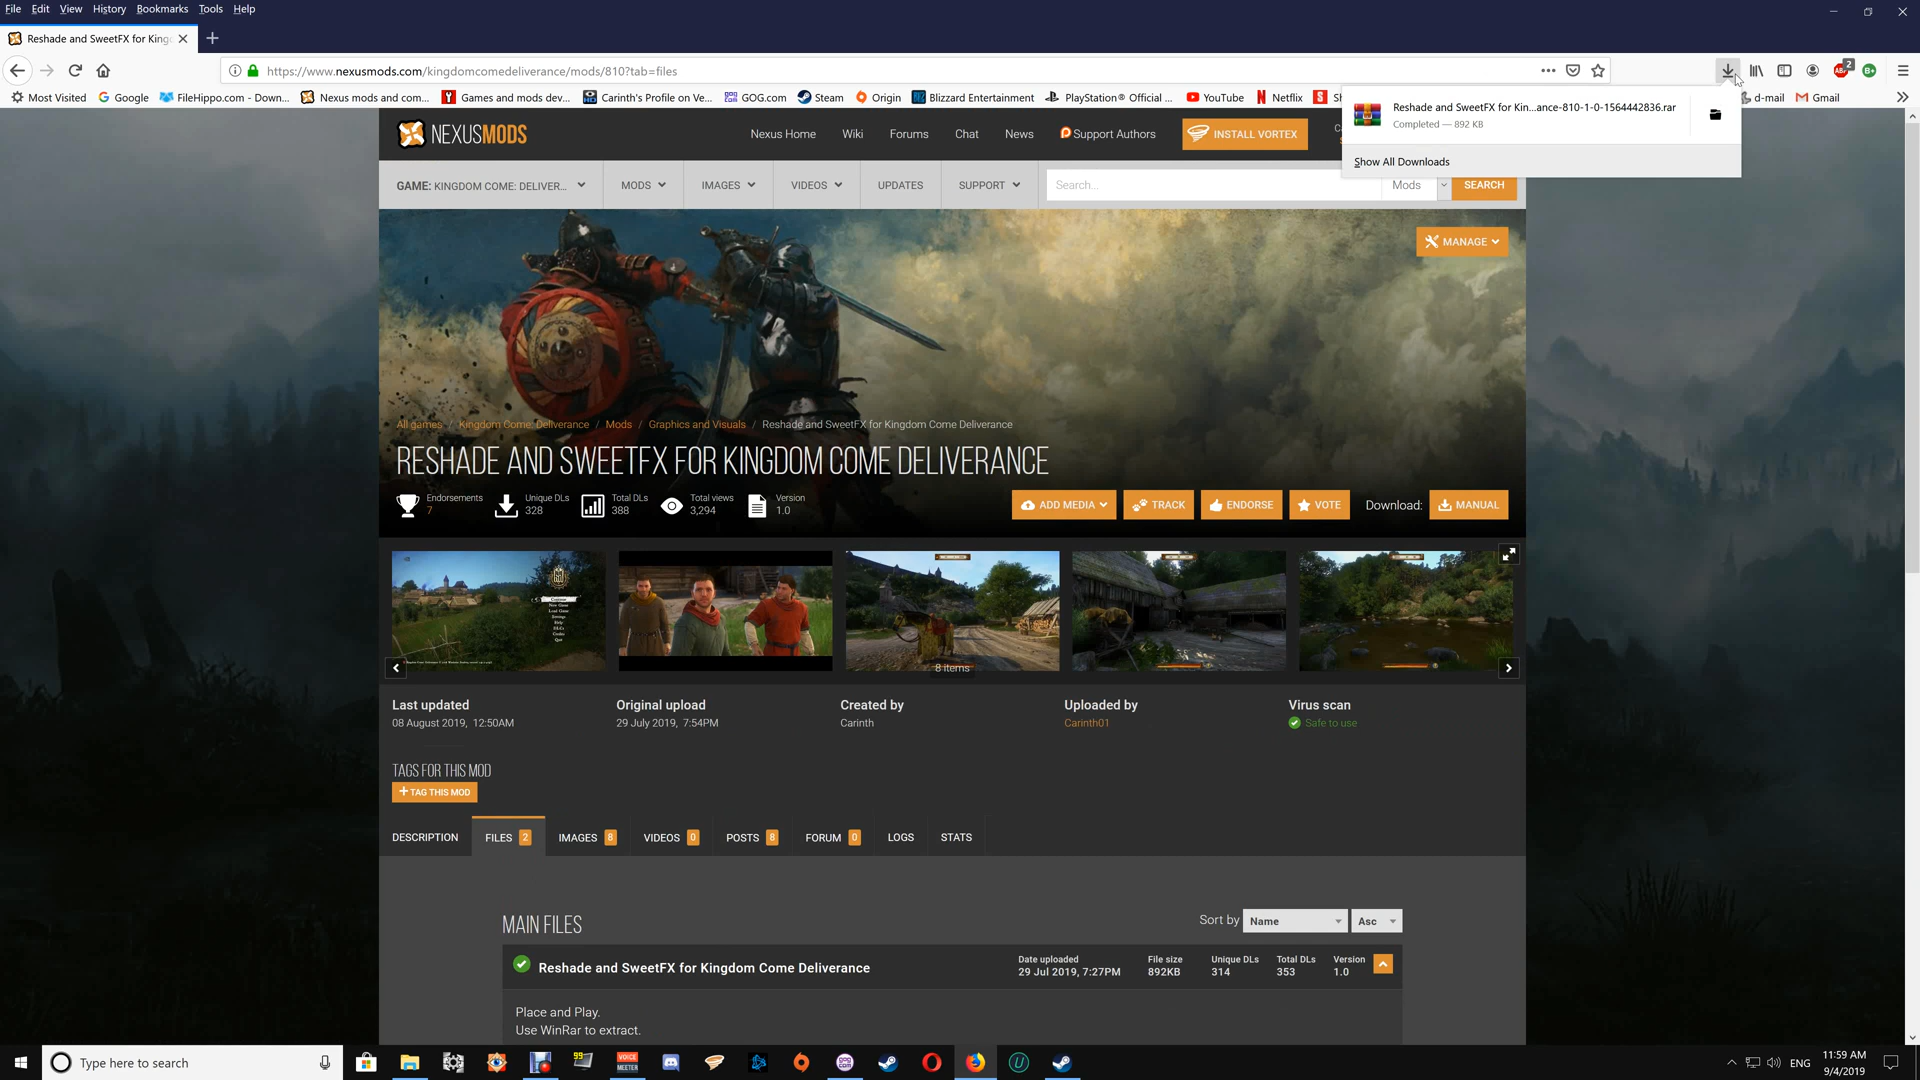 File Edit View History Bookmarks Tools Help
Reshade and SweetFX for King
https://www.nexusmods.com/kingdomcomedeliverance/mods/810?tab=files
2
Most Visited Google FileHippo.com - Down... Nexus mods and com... Games and mods dev... Carinth's Profile on Ve... GOG.com Steam Origin Blizzard Entertainment PlayStation® Official ... YouTube Netflix d-mail Gmail
Reshade and SweetFX for Kin...ance-810-1-0-1564442836.rar
Completed — 892 KB
Show All Downloads
NEXUSMODS
Nexus Home Wiki Forums Chat News Support Authors INSTALL VORTEX
GAME: KINGDOM COME: DELIVER... MODS IMAGES VIDEOS UPDATES SUPPORT Search... Mods SEARCH
MANAGE
All games / Kingdom Come: Deliverance / Mods / Graphics and Visuals / Reshade and SweetFX for Kingdom Come Deliverance
RESHADE AND SWEETFX FOR KINGDOM COME DELIVERANCE
Endorsements Unique DLs Total DLs Total views Version
7 328 388 3,294 1.0
ADD MEDIA TRACK ENDORSE VOTE Download: MANUAL
8 items
Last updated Original upload Created by Uploaded by Virus scan
08 August 2019, 12:50AM 29 July 2019, 7:54PM Carinth Carinth01 Safe to use
TAGS FOR THIS MOD
TAG THIS MOD
DESCRIPTION FILES 2 IMAGES 8 VIDEOS 0 POSTS 8 FORUM 0 LOGS STATS
MAIN FILES
Sort by Name Asc
Reshade and SweetFX for Kingdom Come Deliverance
Date uploaded File size Unique DLs Total DLs Version
29 Jul 2019, 7:27PM 892KB 314 353 1.0
Place and Play.
Use WinRar to extract.
Type here to search
99
VOICE
MEETER
ENG
11:59 AM
9/4/2019